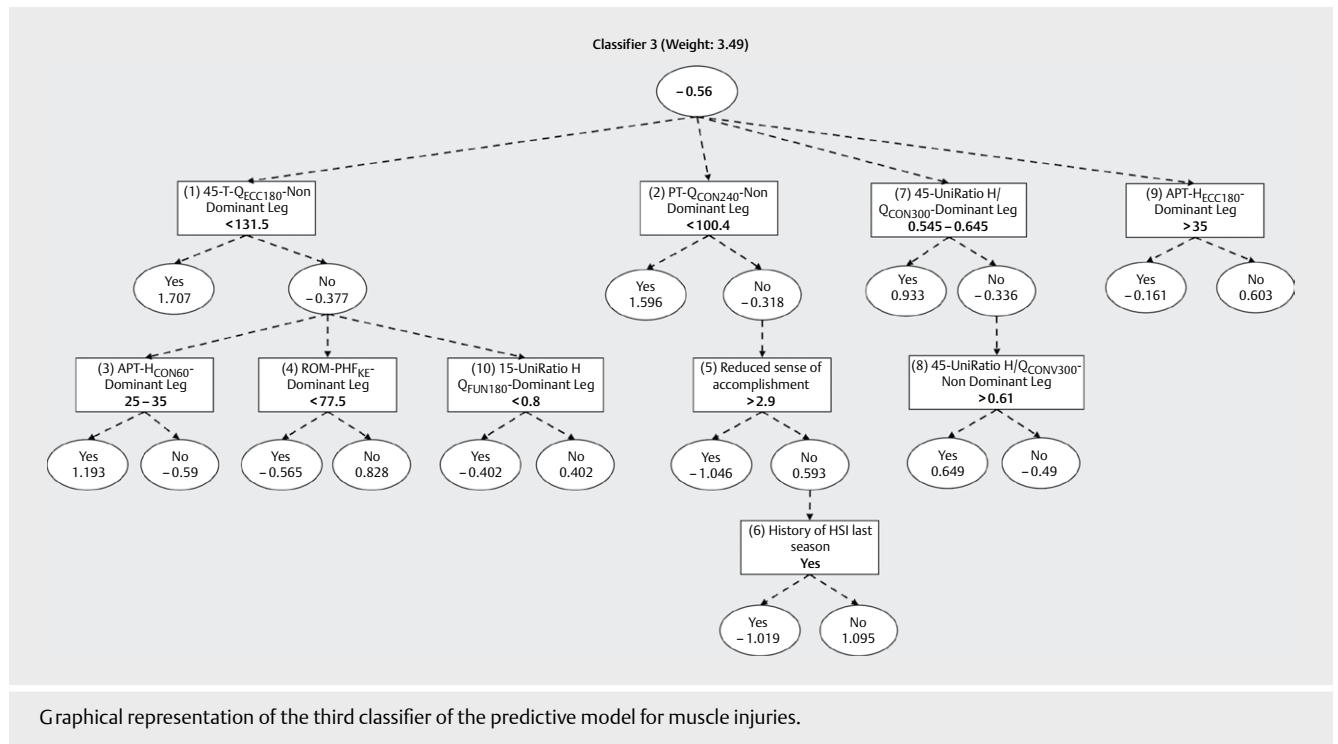 Classifier 3 (Weight: 3.49)
– 0.56
(1) 45-T-QECC180-Non
Dominant Leg
<131.5
Yes
1.707
No
– 0.377
(3) APT-HCON60-
Dominant Leg
25 – 35
Yes
1.193
No
– 0.59
(4) ROM-PHFKE-
Dominant Leg
<77.5
Yes
– 0.565
No
0.828
(10) 15-UniRatio H
QFUN180-Dominant Leg
<0.8
Yes
– 0.402
No
0.402
(2) PT-QCON240-Non
Dominant Leg
<100.4
Yes
1.596
No
– 0.318
(5) Reduced sense of
accomplishment
>2.9
Yes
– 1.046
No
0.593
(6) History of HSI last
season
Yes
Yes
– 1.019
No
1.095
(7) 45-UniRatio H/
QCON300-Dominant Leg
0.545 – 0.645
Yes
0.933
No
– 0.336
(8) 45-UniRatio H/QCONV300-
Non Dominant Leg
>0.61
Yes
0.649
No
– 0.49
(9) APT-HECC180-
Dominant Leg
>35
Yes
– 0.161
No
0.603
Graphical representation of the third classifier of the predictive model for muscle injuries.